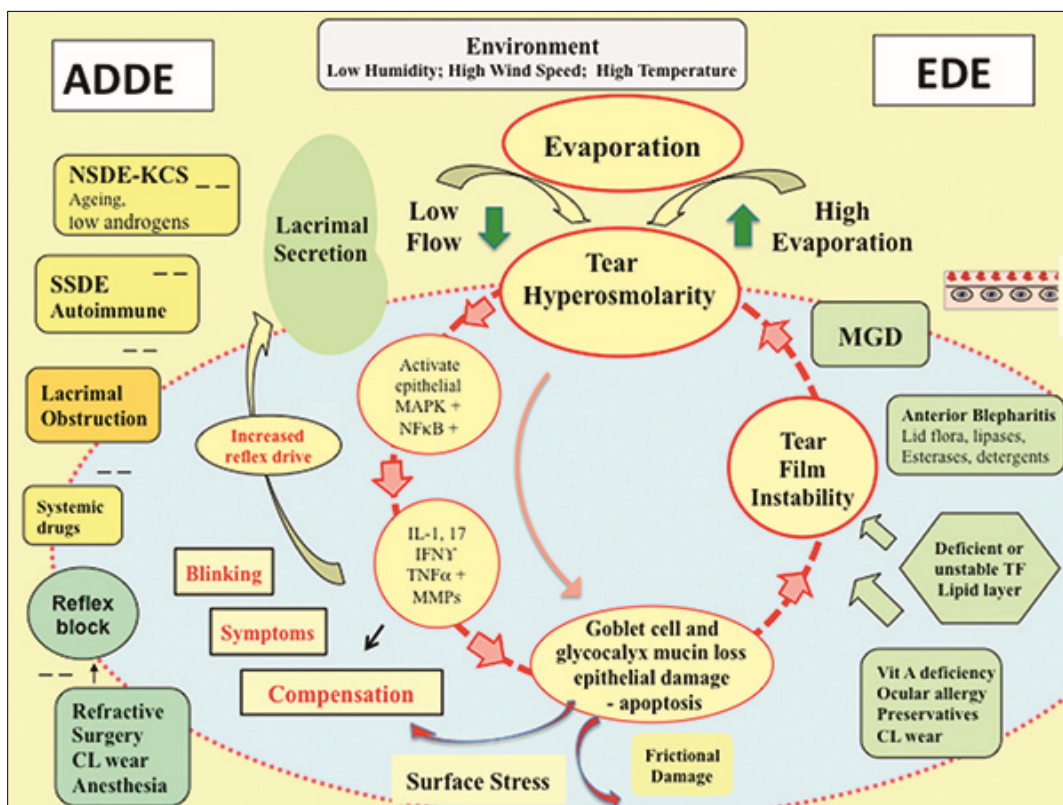 ADDE
Environment
Low Humidity; High Wind Speed; High Temperature
EDE
Evaporation
NSDE-KCS
Ageing,
low androgens
Lacrimal
Secretion
Low
Flow
High
Evaporation
Tear
Hyperosmolarity
SSDE
Autoimmune
MGD
Activate
epithelial
MAPK +
NFκB +
Lacrimal
Obstruction
Increased
reflex drive
Tear
Film
Instability
Anterior Blepharitis
Lid flora, lipases,
Esterases, detergents
Systemic
drugs
IL-1, 17
IFNϒ
TNFα +
MMPs
Blinking
Symptoms
Compensation
Deficient or
unstable TF
Lipid layer
Reflex
block
Goblet cell and
glycocalyx mucin loss
epithelial damage
- apoptosis
Vit A deficiency
Ocular allergy
Preservatives
CL wear
Refractive
Surgery
CL wear
Anesthesia
Surface Stress
Frictional
Damage